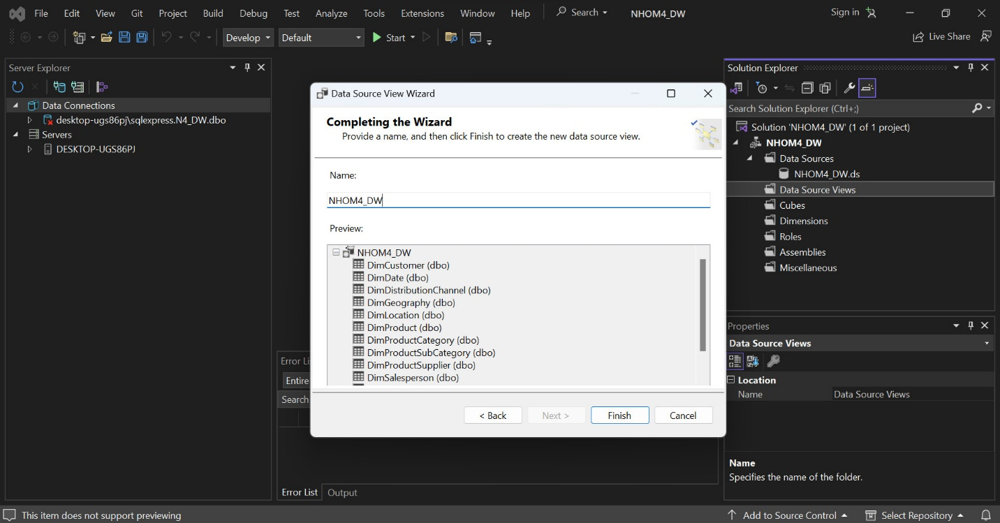 File Edit View Git Project Build Debug Test Analyze Tools Extensions Window Help Search NHOM4_DW Sign in
Develop Default Start Live Share
Server Explorer
Data Connections
desktop-ugs86pj\sqlexpress.N4_DW.dbo
Servers
DESKTOP-UGS86PJ
Error Li
Entire
Search
Error List Output
Data Source View Wizard
Completing the Wizard
Provide a name, and then click Finish to create the new data source view.
Name:
NHOM4_DW
Preview:
NHOM4_DW
DimCustomer (dbo)
DimDate (dbo)
DimDistributionChannel (dbo)
DimGeography (dbo)
DimLocation (dbo)
DimProduct (dbo)
DimProductCategory (dbo)
DimProductSubCategory (dbo)
DimProductSupplier (dbo)
DimSalesperson (dbo)
< Back Next > Finish Cancel
Solution Explorer
Search Solution Explorer (Ctrl+;)
Solution 'NHOM4_DW' (1 of 1 project)
NHOM4_DW
Data Sources
NHOM4_DW.ds
Data Source Views
Cubes
Dimensions
Roles
Assemblies
Miscellaneous
Properties
Data Source Views
Location
Name Data Source Views
Name
Specifies the name of the folder.
This item does not support previewing Add to Source Control Select Repository